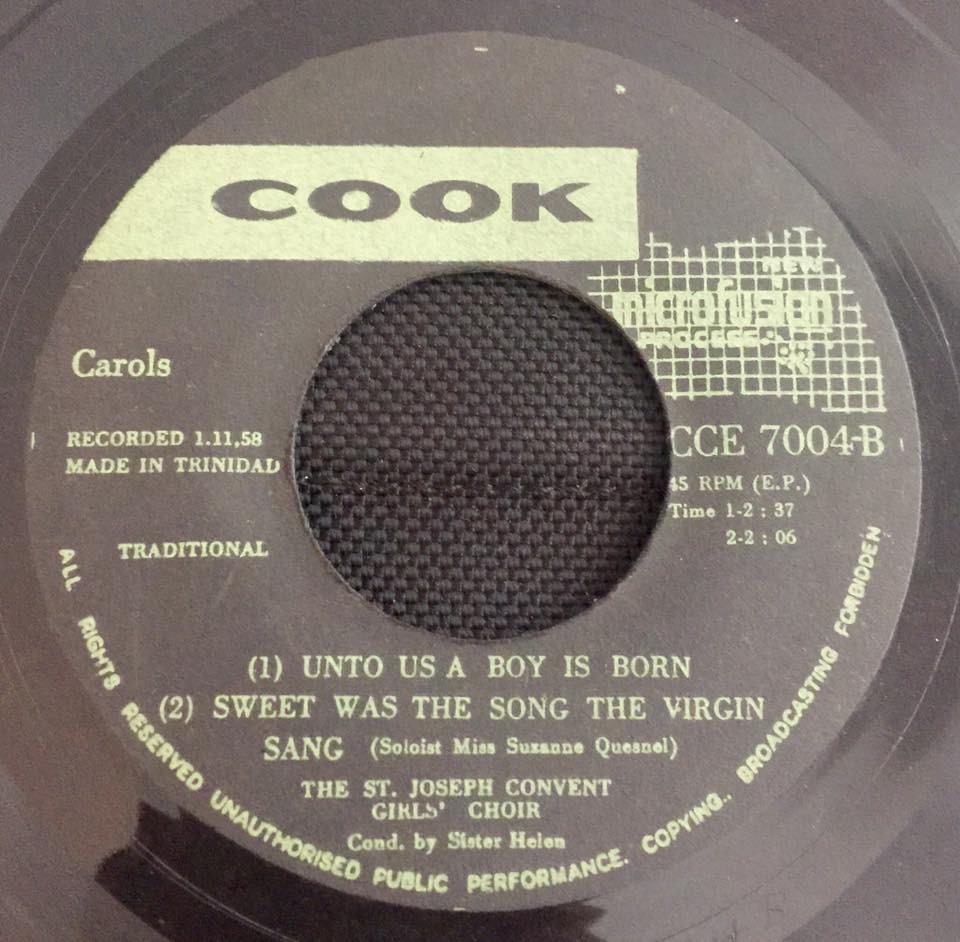 COOK
NEW
microfusion
PROCESS
Carols
RECORDED 1.11,58
MADE IN TRINIDAD
CCE 7004-B
45 RPM (E.P.)
Time 1-2 : 37
2-2 : 06
TRADITIONAL
(1) UNTO US A BOY IS BORN
(2) SWEET WAS THE SONG THE VIRGIN
SANG (Soloist Miss Suzanne Quesnel)
THE ST. JOSEPH CONVENT
GIRLS' CHOIR
Cond. by Sister Helen
ALL RIGHTS RESERVED UNAUTHORISED PUBLIC PERFORMANCE. COPYING., BROADCASTING FORBIDDEN